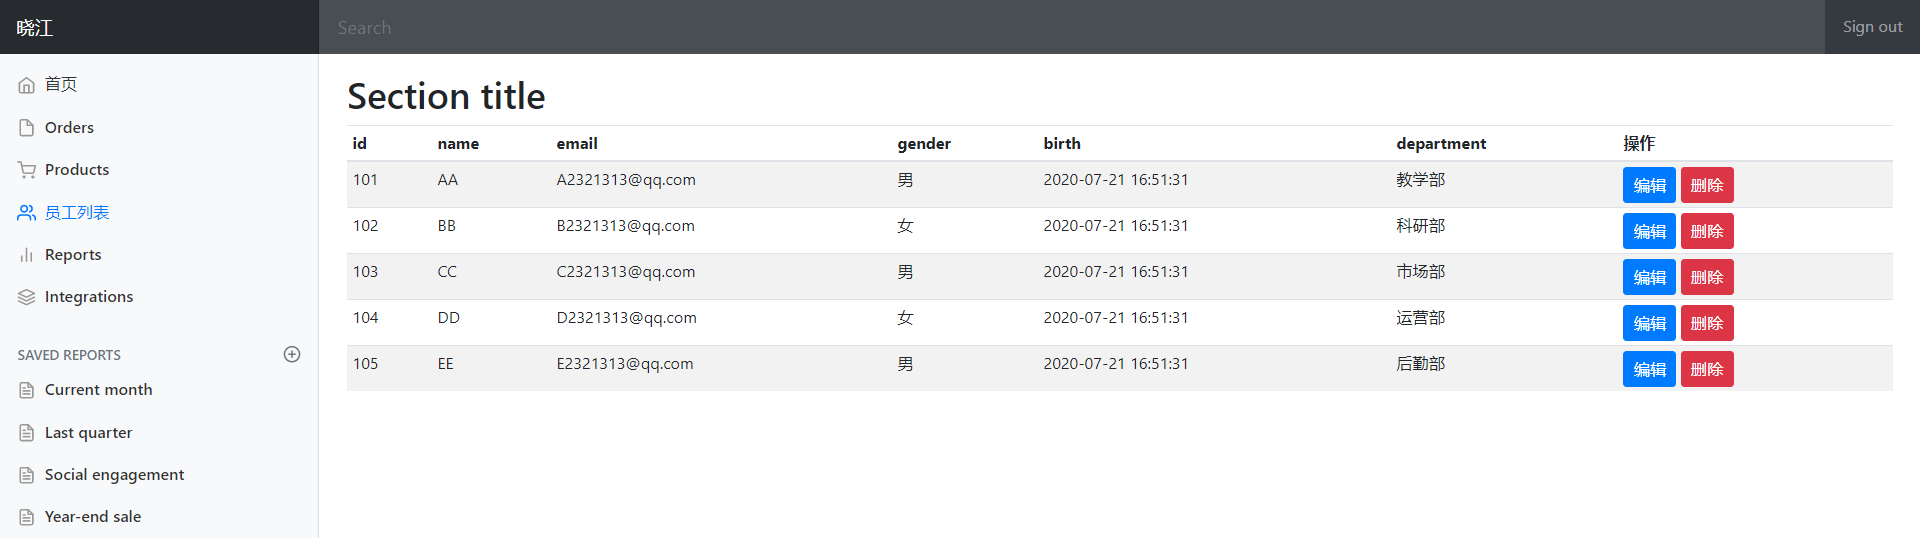 晓江
Search
Sign out
首页
Orders
Products
员工列表
Reports
Integrations
SAVED REPORTS
Current month
Last quarter
Social engagement
Year-end sale
Section title
id name email gender birth department 操作
101 AA A2321313@qq.com 男 2020-07-21 16:51:31 教学部 编辑 删除
102 BB B2321313@qq.com 女 2020-07-21 16:51:31 科研部 编辑 删除
103 CC C2321313@qq.com 男 2020-07-21 16:51:31 市场部 编辑 删除
104 DD D2321313@qq.com 女 2020-07-21 16:51:31 运营部 编辑 删除
105 EE E2321313@qq.com 男 2020-07-21 16:51:31 后勤部 编辑 删除